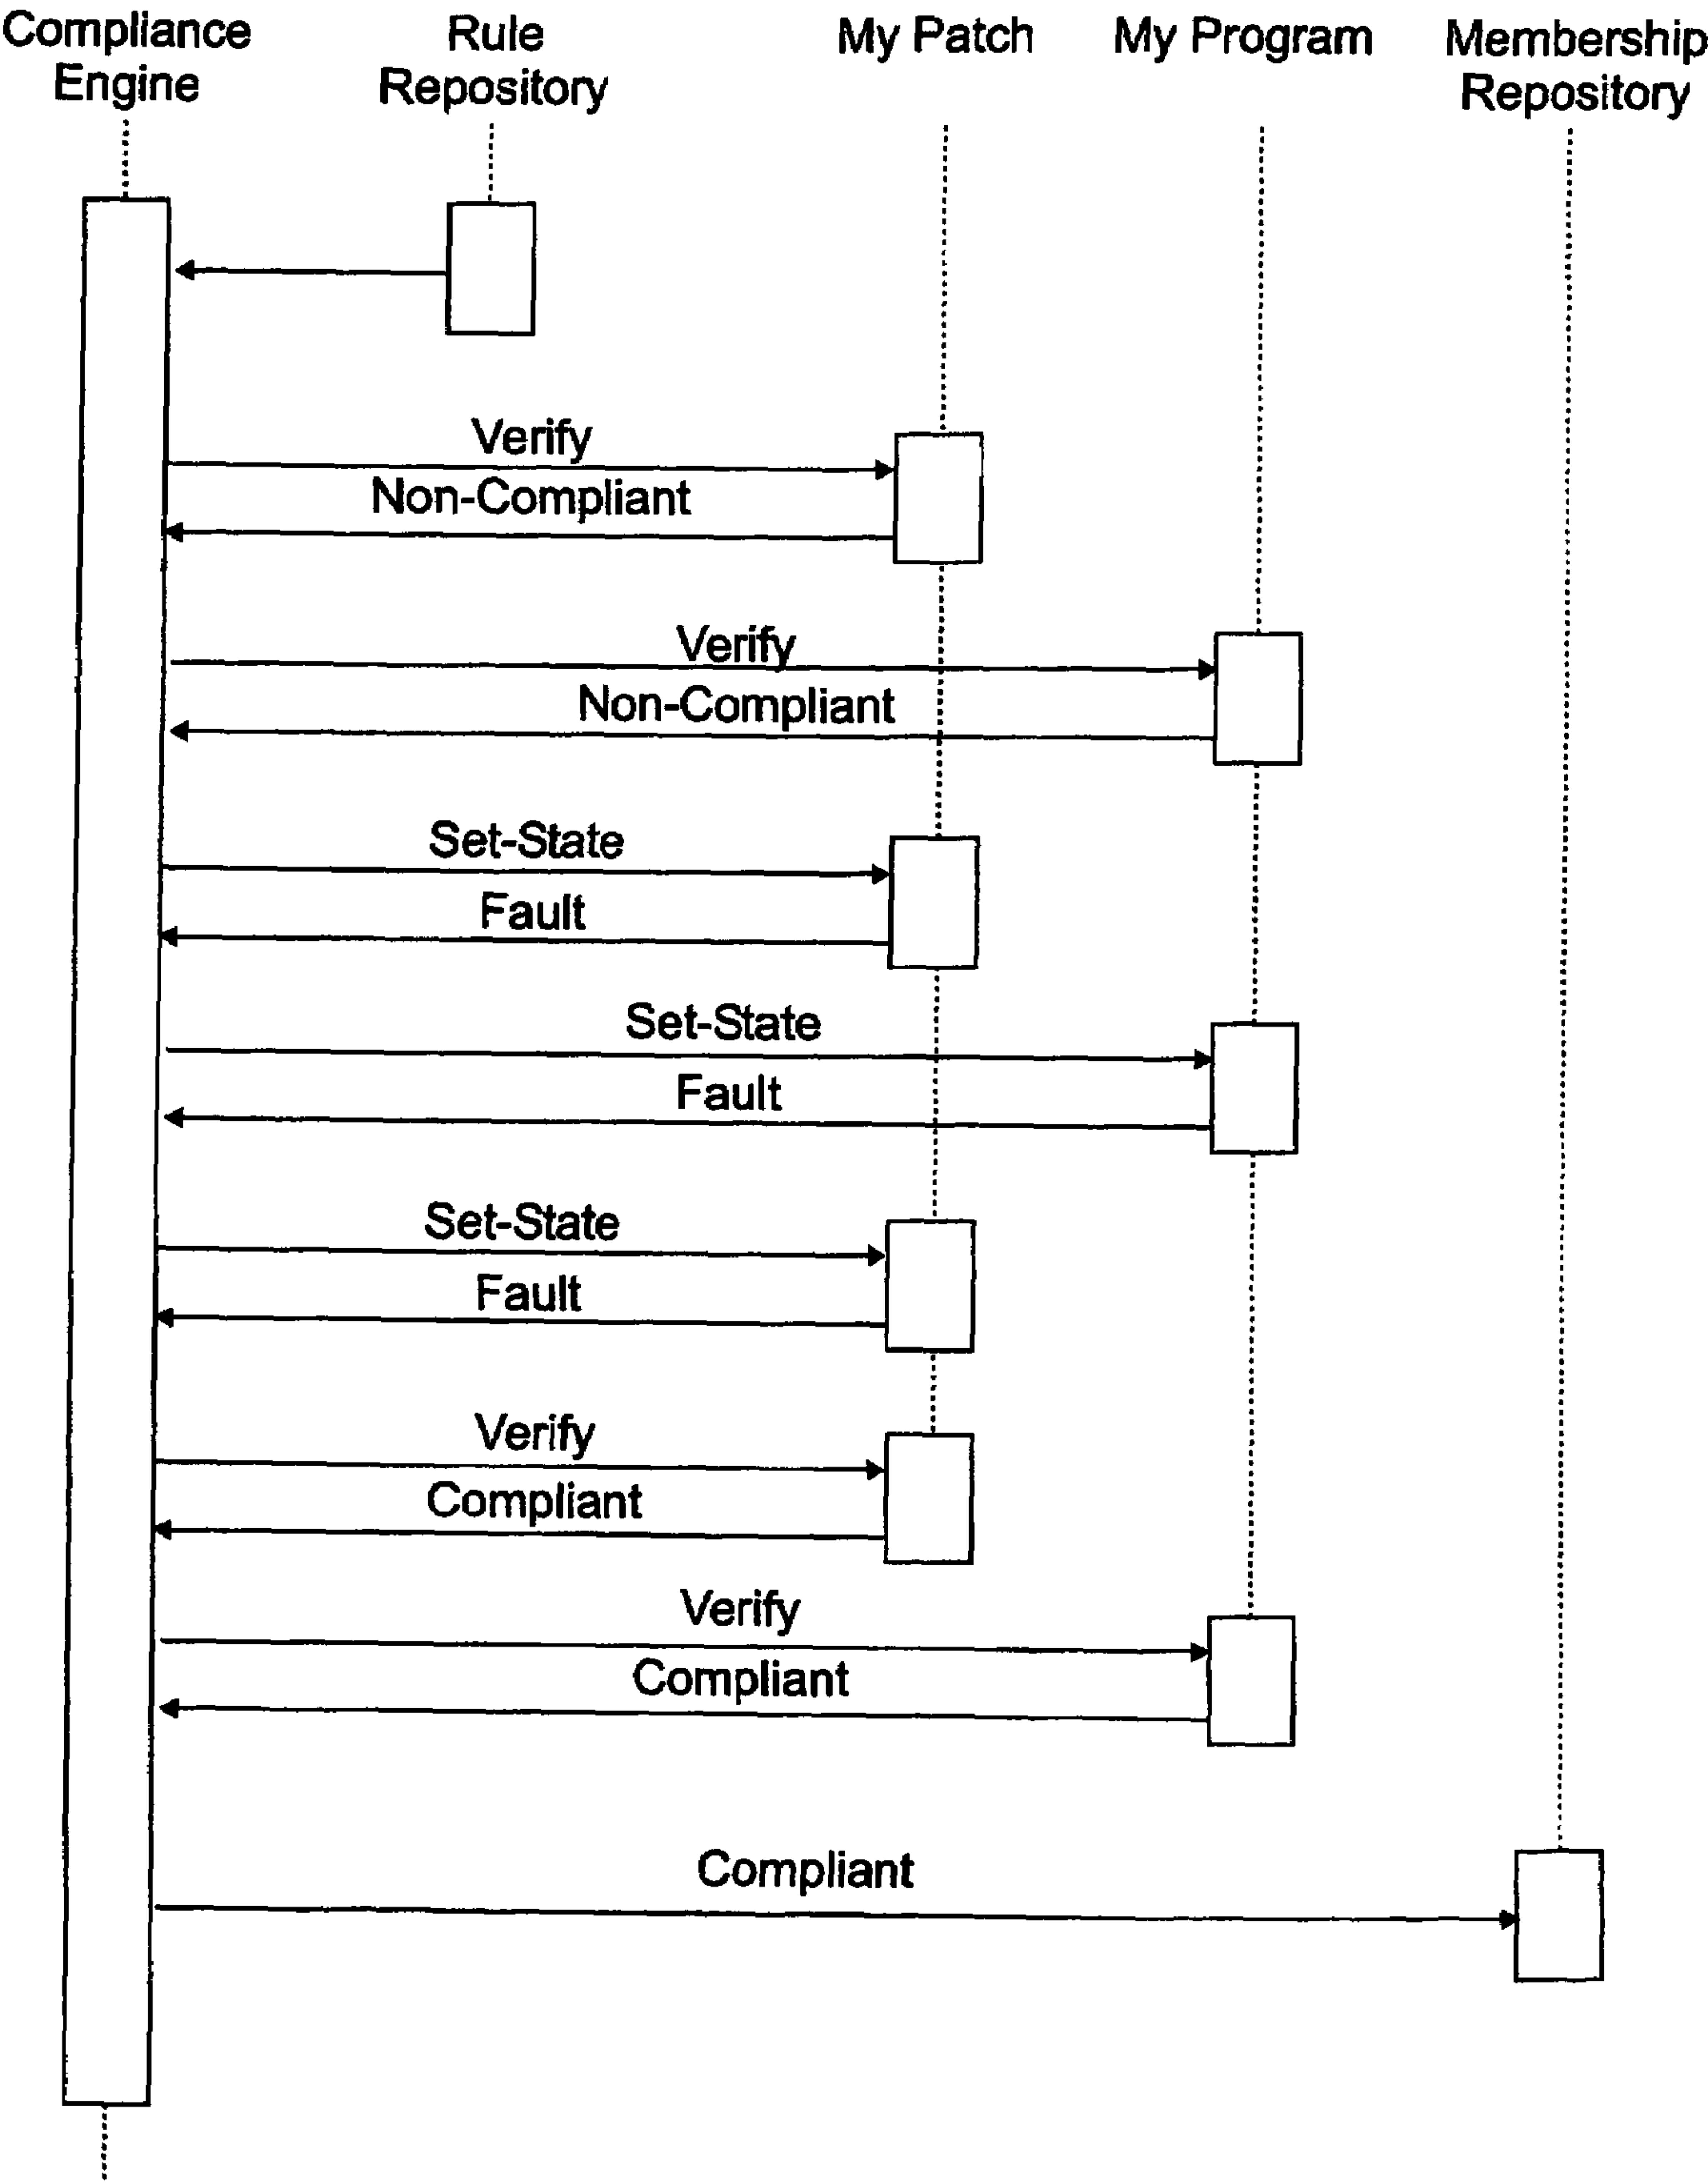 Compliance
Engine
Rule
Repository
My Patch
My Program
Membership
Repository
Verify
Non-Compliant
Verify
Non-Compliant
Set-State
Fault
Set-State
Fault
Set-State
Fault
Verify
Compliant
Verify
Compliant
Compliant